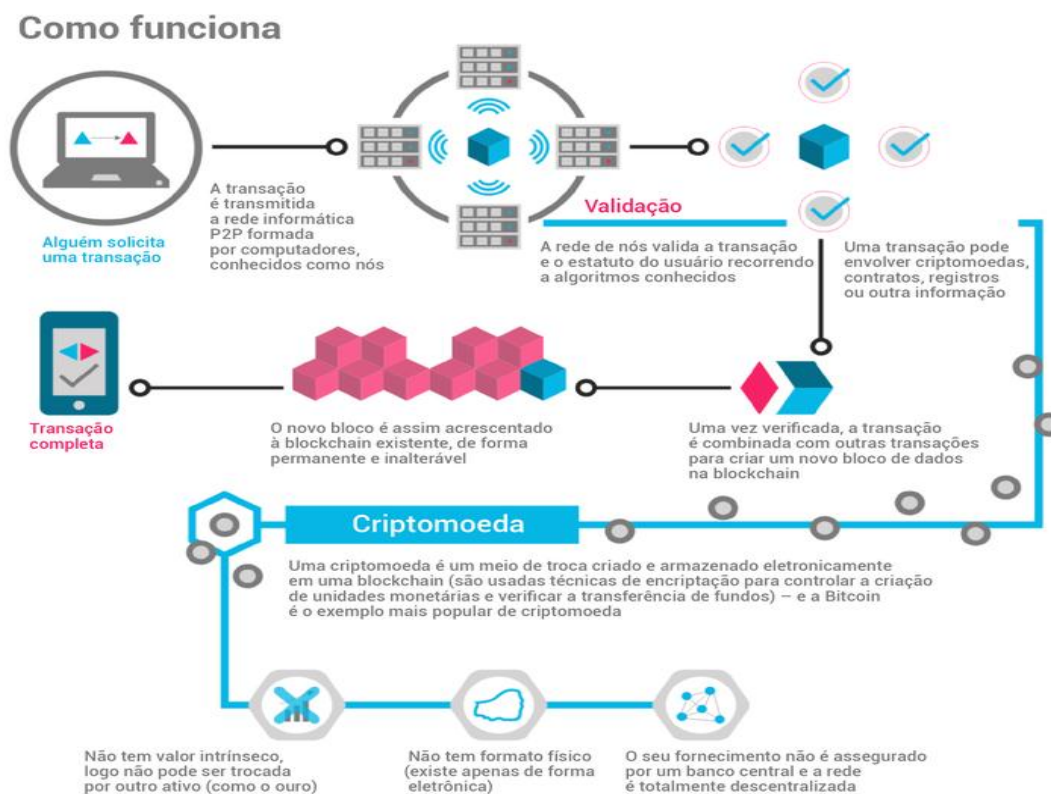 Como funciona
Alguém solicita
uma transação
A transação
é transmitida
a rede informática
P2P formada
por computadores,
conhecidos como nós
Validação
A rede de nós valida a transação
e o estatuto do usuário recorrendo
a algoritmos conhecidos
Uma transação pode
envolver criptomoedas,
contratos, registros
ou outra informação
Transação
completa
O novo bloco é assim acrescentado
à blockchain existente, de forma
permanente e inalterável
Uma vez verificada, a transação
é combinada com outras transações
para criar um novo bloco de dados
na blockchain
Criptomoeda
Uma criptomoeda é um meio de troca criado e armazenado eletronicamente
em uma blockchain (são usadas técnicas de encriptação para controlar a criação
de unidades monetárias e verificar a transferência de fundos) – e a Bitcoin
é o exemplo mais popular de criptomoeda
Não tem valor intrínseco,
logo não pode ser trocada
por outro ativo (como o ouro)
Não tem formato físico
(existe apenas de forma
eletrônica)
O seu fornecimento não é assegurado
por um banco central e a rede
é totalmente descentralizada